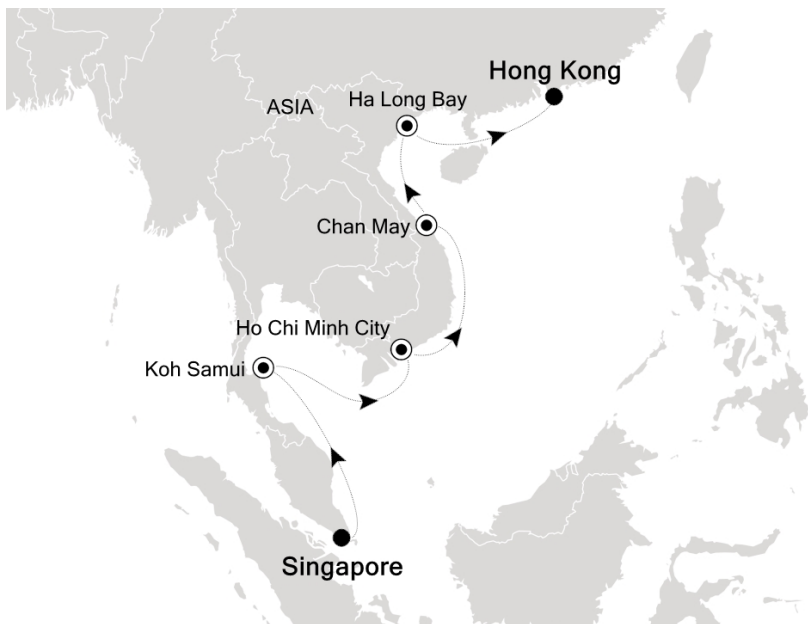 Hong Kong
Ha Long Bay
ASIA
Chan May
Ho Chi Minh City
Koh Samui
Singapore